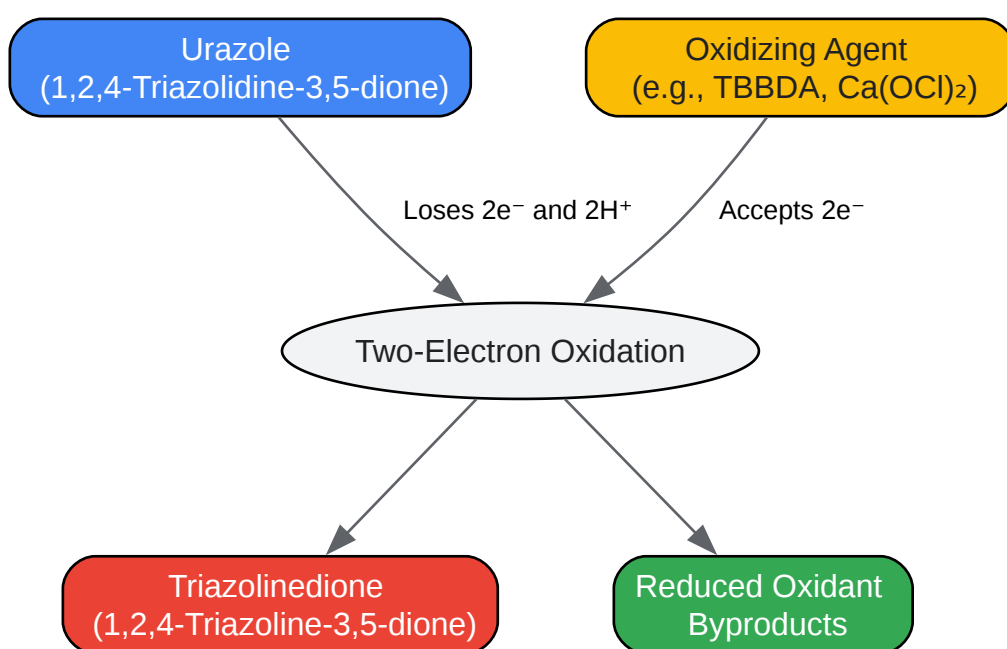 Urazole
(1,2,4-Triazolidine-3,5-dione)
Oxidizing Agent
(e.g., TBBDA, Ca(OCl)₂)
Loses 2e⁻ and 2H⁺
Accepts 2e⁻
Two-Electron Oxidation
Triazolinedione
(1,2,4-Triazoline-3,5-dione)
Reduced Oxidant
Byproducts